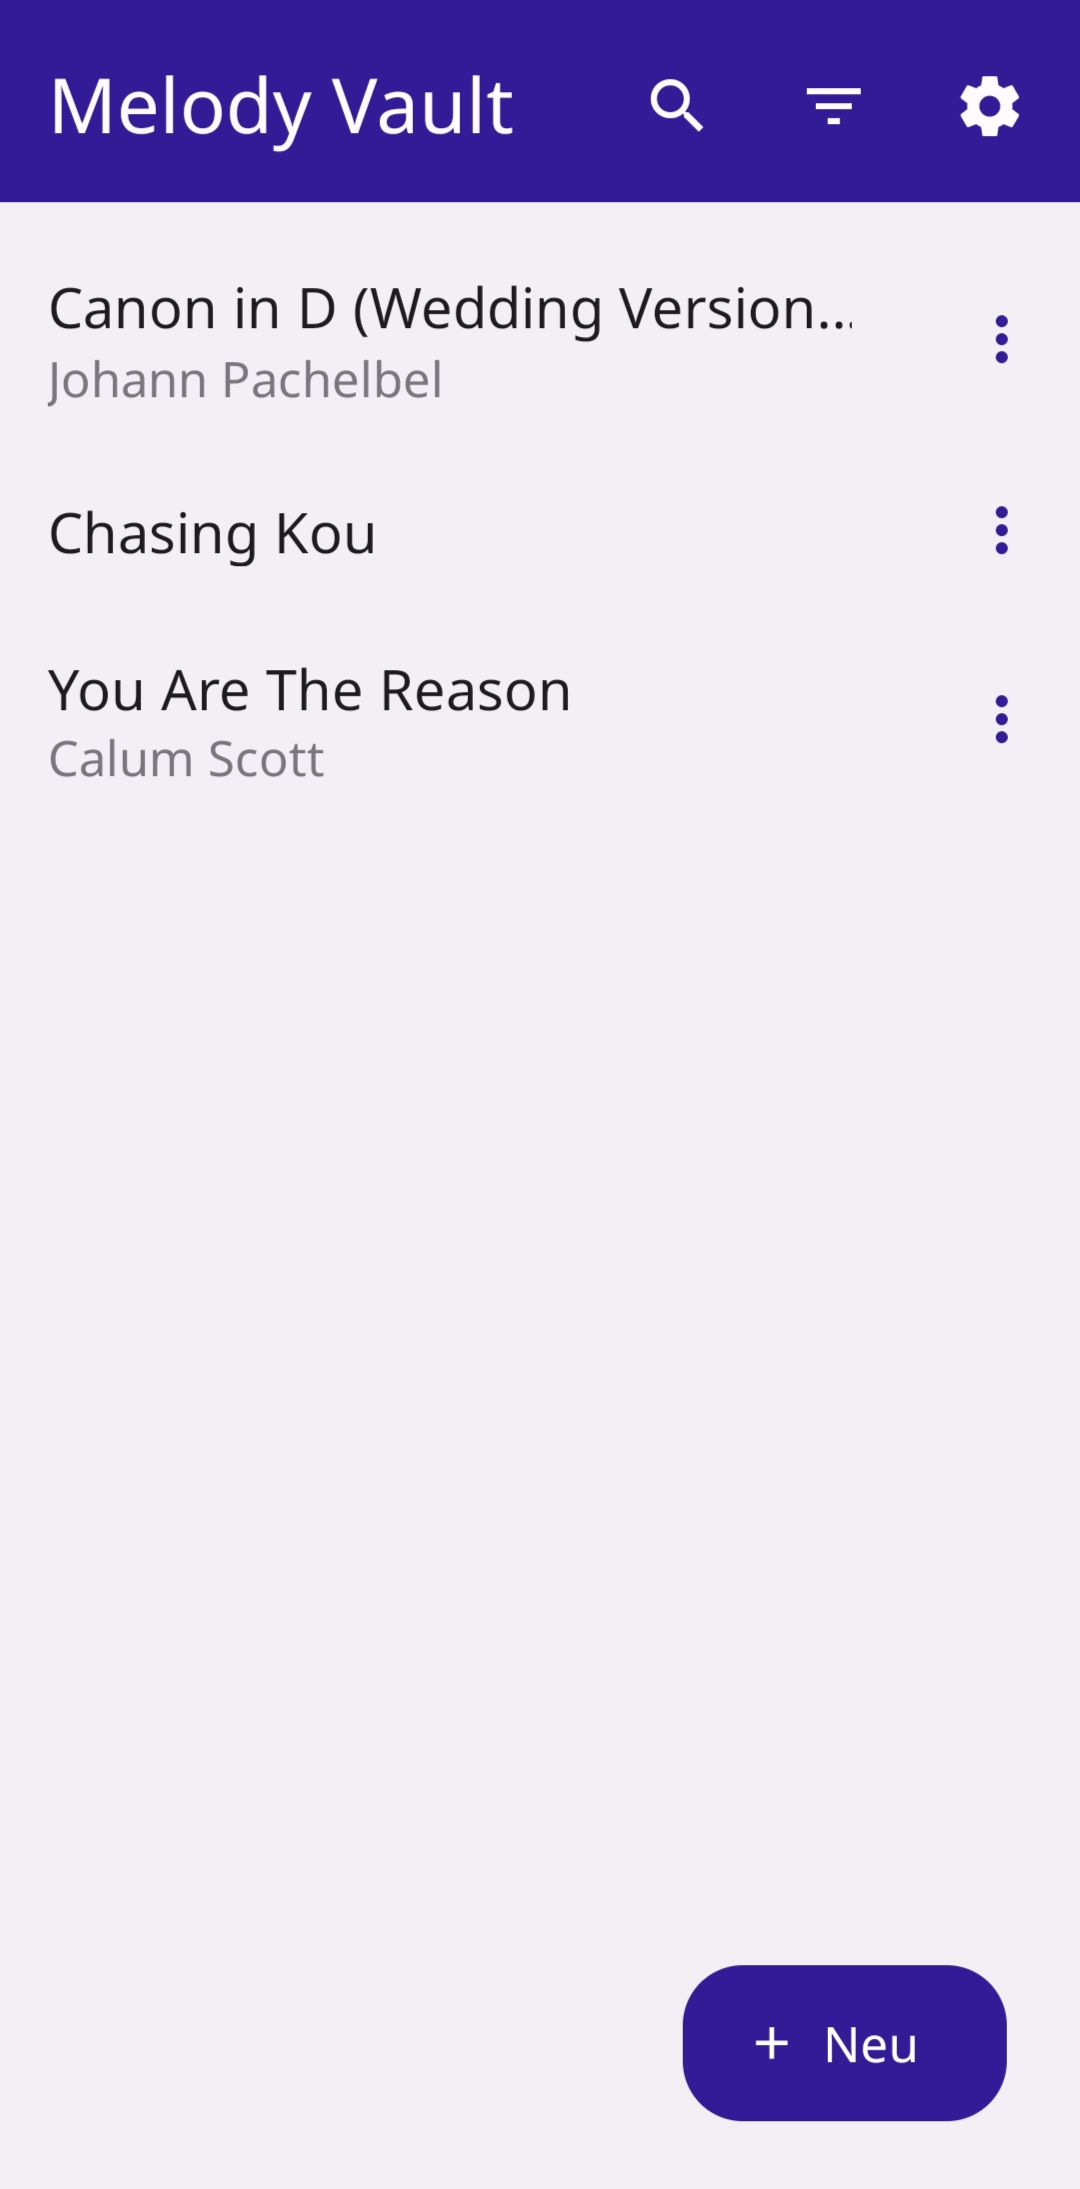 Melody Vault
Canon in D (Wedding Version...
Johann Pachelbel
Chasing Kou
You Are The Reason
Calum Scott
+ Neu